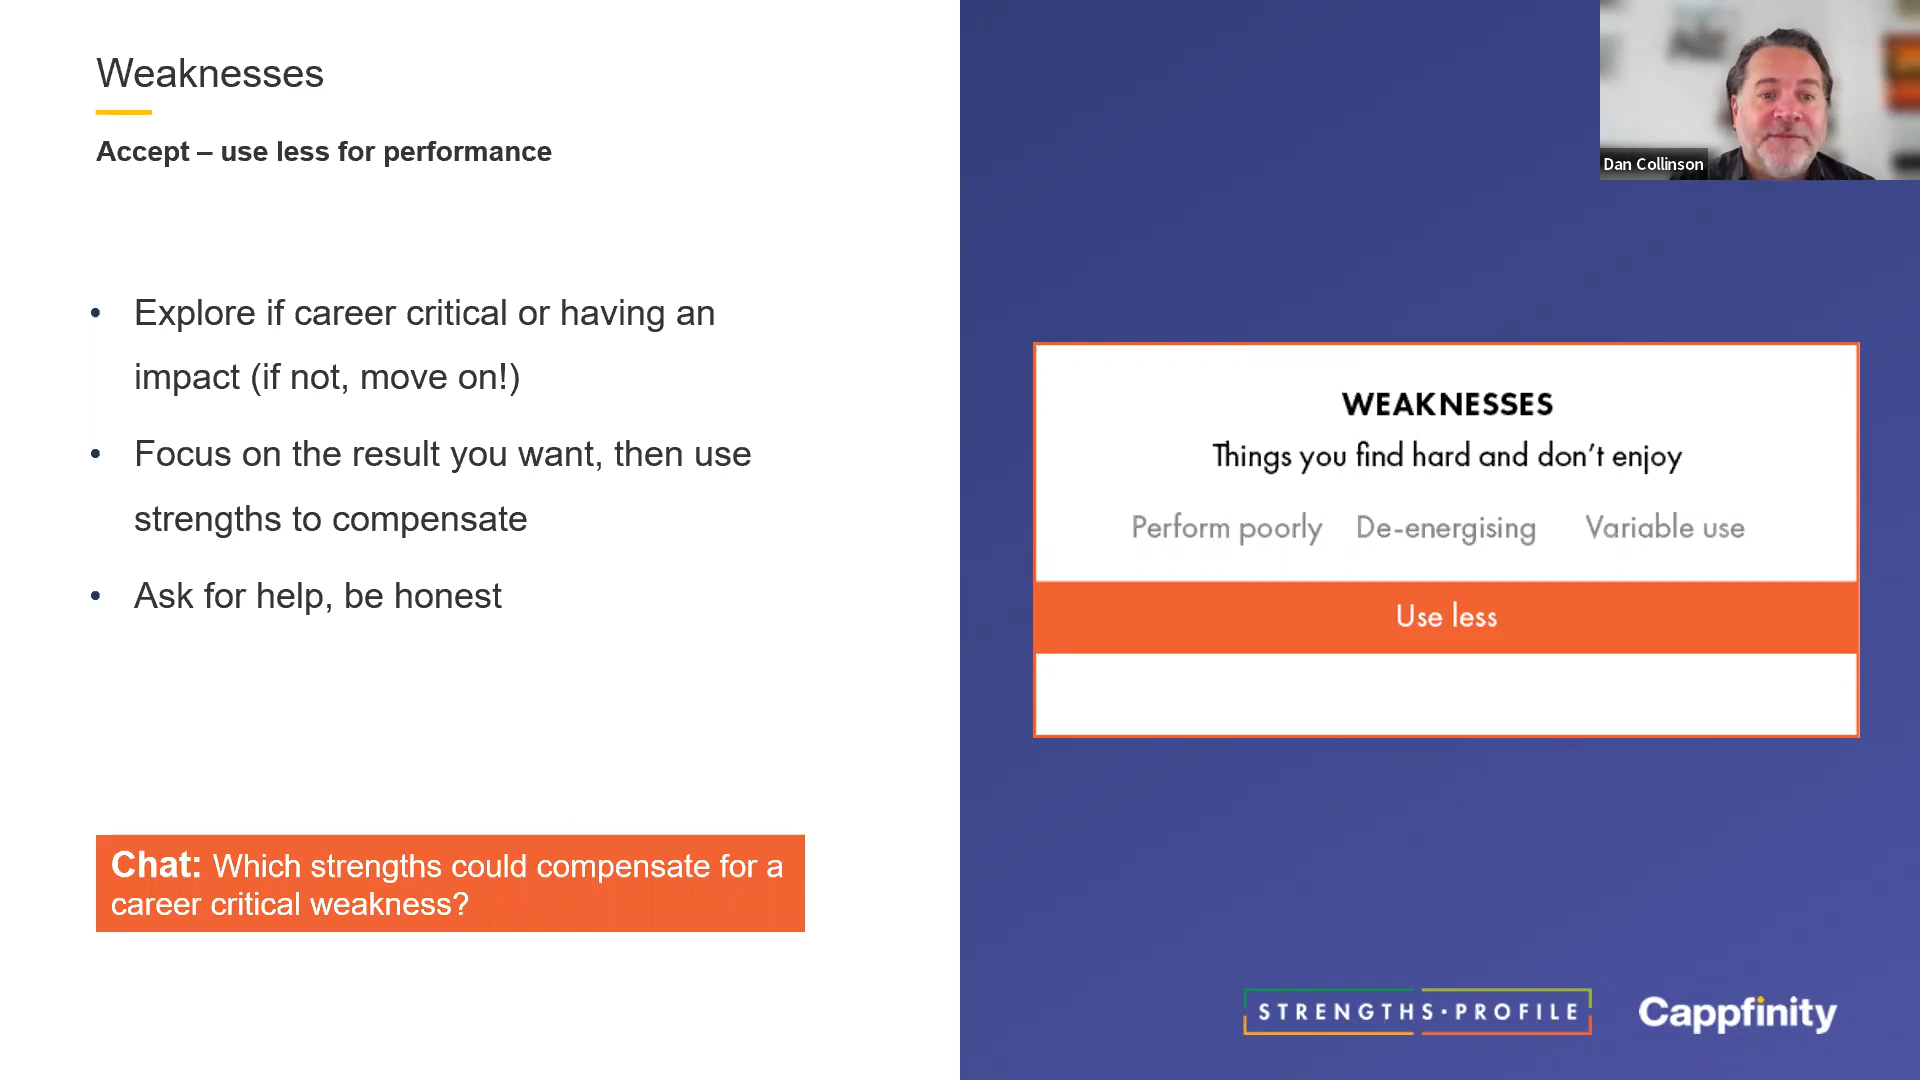 Weaknesses
Accept – use less for performance
• Explore if career critical or having an
impact (if not, move on!)
• Focus on the result you want, then use
strengths to compensate
• Ask for help, be honest
Chat: Which strengths could compensate for a
career critical weakness?
Dan Collinson
WEAKNESSES
Things you find hard and don’t enjoy
Perform poorly De-energising Variable use
Use less
STRENGTHS·PROFILE
Cappfinity